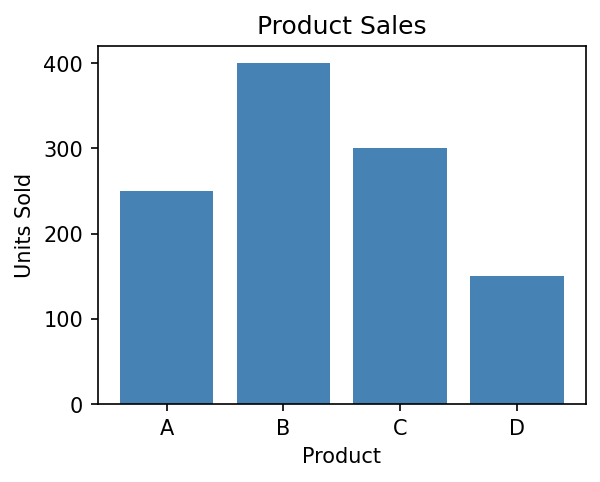 Product Sales
Units Sold
400
300
200
100
0
A B C D
Product